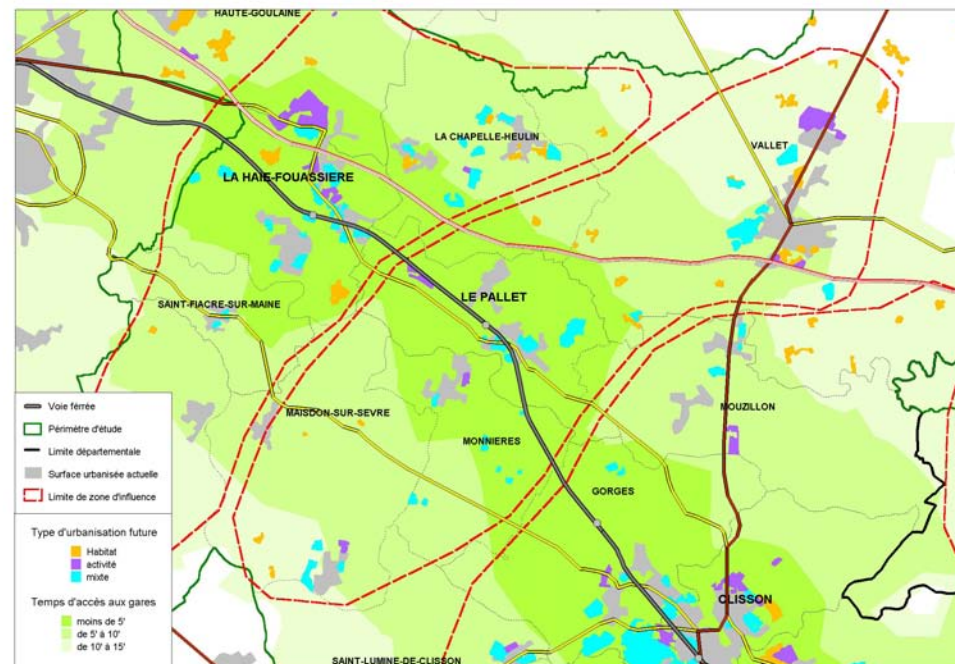 HAUTE-GOULAINE
LA CHAPELLE-HEULIN
VALLET
LA HAIE-FOUASSIERE
LE PALLET
SAINT-FIACRE-SUR-MAINE
MAISDON-SUR-SEVRE
MOUZILLON
MONNIERES
GORGES
CLISSON
SAINT-LUMINE-DE-CLISSON
Voie férrée
Périmètre d'étude
Limite départementale
Surface urbanisée actuelle
Limite de zone d'influence
Type d'urbanisation future
Habitat
activité
mixte
Temps d'accès aux gares
moins de 5'
de 5' à 10'
de 10' à 15'